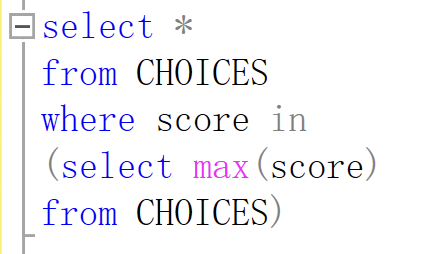 select *
from CHOICES
where score in
(select max(score)
from CHOICES)